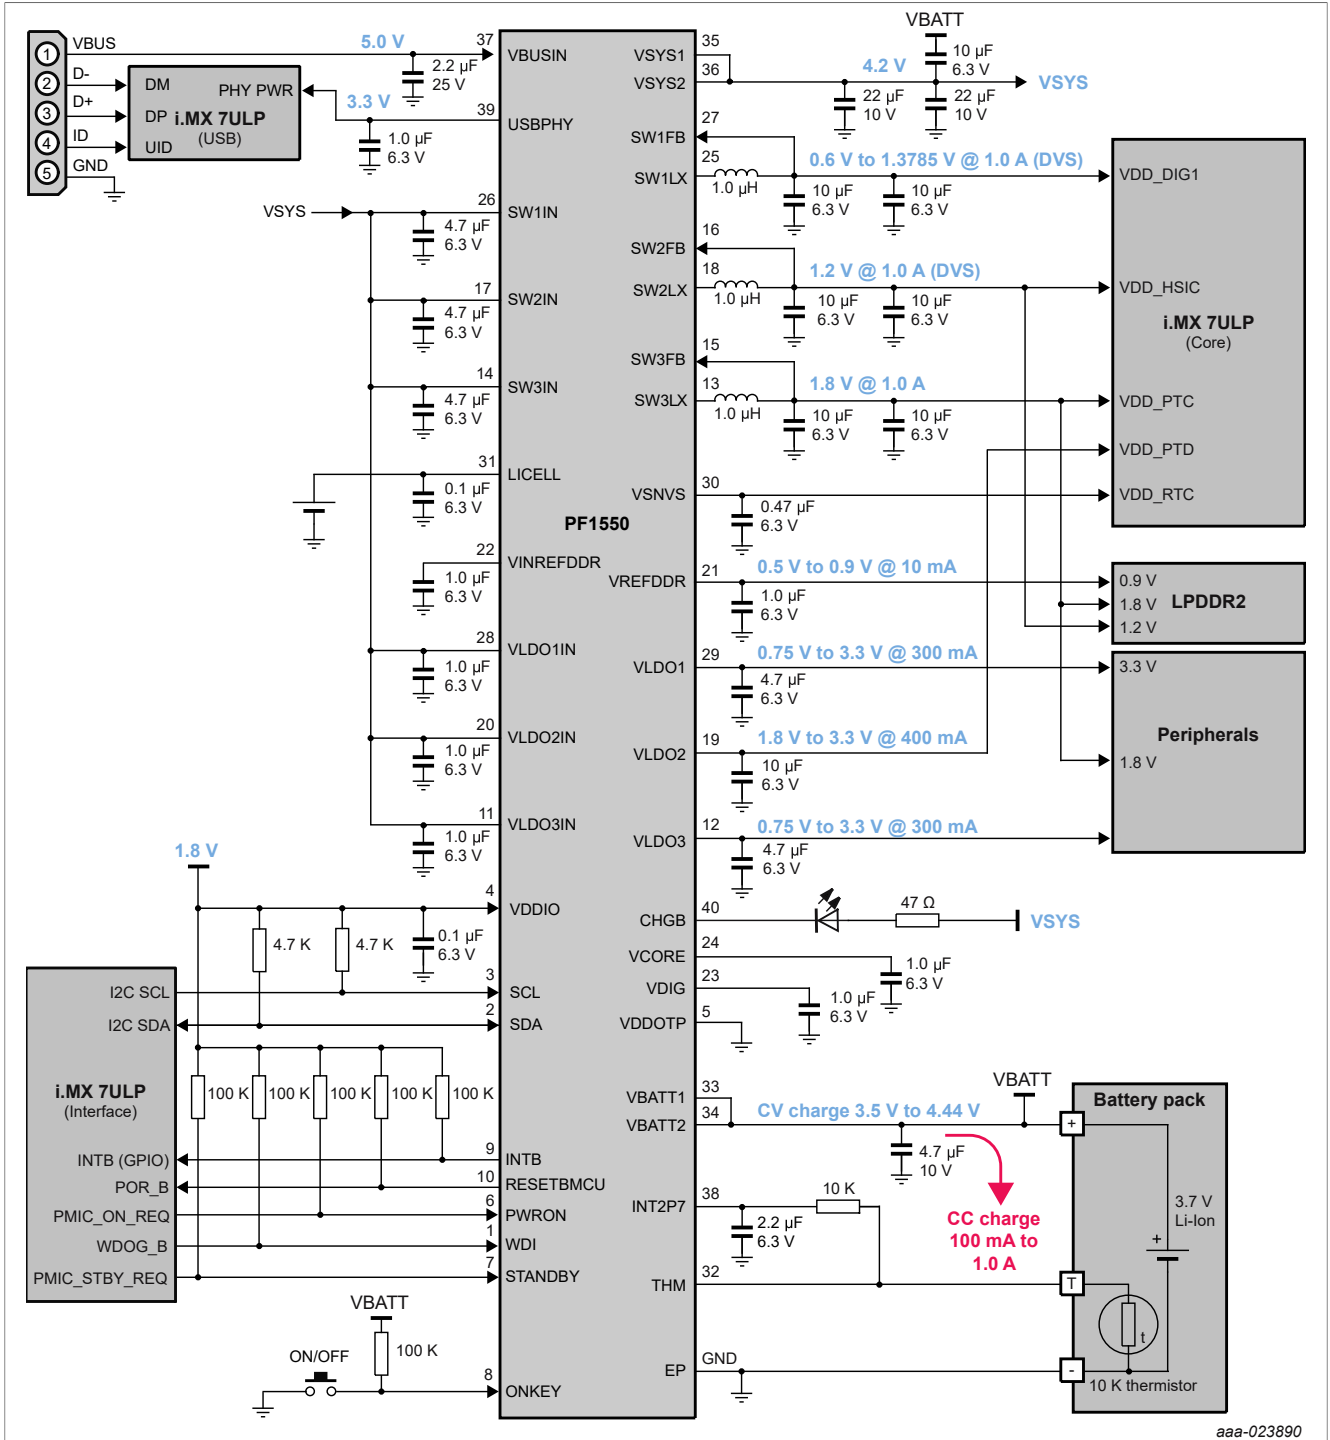 1
VBUS
5.0 V
37
VBUSIN
2.2 µF
25 V
2
D-
DM
PHY PWR
3
D+
DP
i.MX 7ULP
(USB)
4
ID
UID
5
GND
3.3 V
39
USBPHY
1.0 µF
6.3 V
VSYS
26
SW1IN
4.7 µF
6.3 V
17
SW2IN
4.7 µF
6.3 V
14
SW3IN
4.7 µF
6.3 V
31
LICELL
0.1 µF
6.3 V
22
VINREFDDR
1.0 µF
6.3 V
28
VLDO1IN
1.0 µF
6.3 V
20
VLDO2IN
1.0 µF
6.3 V
11
VLDO3IN
1.0 µF
6.3 V
1.8 V
4
VDDIO
4.7 K
4.7 K
0.1 µF
6.3 V
I2C SCL
3
SCL
I2C SDA
2
SDA
i.MX 7ULP
(Interface)
100 K
100 K
100 K
100 K
100 K
INTB (GPIO)
9
INTB
POR_B
10
RESETBMCU
PMIC_ON_REQ
6
PWRON
WDOG_B
1
WDI
PMIC_STBY_REQ
7
STANDBY
VBATT
100 K
ON/OFF
8
ONKEY
PF1550
VSYS1
35
VSYS2
36
4.2 V
VBATT
10 µF
6.3 V
VSYS
22 µF
10 V
22 µF
10 V
SW1FB
27
SW1LX
25
1.0 µH
0.6 V to 1.3785 V @ 1.0 A (DVS)
10 µF
6.3 V
10 µF
6.3 V
SW2FB
16
SW2LX
18
1.0 µH
1.2 V @ 1.0 A (DVS)
10 µF
6.3 V
10 µF
6.3 V
SW3FB
15
SW3LX
13
1.0 µH
1.8 V @ 1.0 A
10 µF
6.3 V
10 µF
6.3 V
VSNVS
30
0.47 µF
6.3 V
VDD_DIG1
VDD_HSIC
i.MX 7ULP
(Core)
VDD_PTC
VDD_PTD
VDD_RTC
VREFDDR
21
0.5 V to 0.9 V @ 10 mA
1.0 µF
6.3 V
0.9 V
1.8 V
1.2 V
LPDDR2
VLDO1
29
0.75 V to 3.3 V @ 300 mA
4.7 µF
6.3 V
3.3 V
Peripherals
1.8 V
VLDO2
19
1.8 V to 3.3 V @ 400 mA
10 µF
6.3 V
VLDO3
12
0.75 V to 3.3 V @ 300 mA
4.7 µF
6.3 V
CHGB
40
47 Ω
VSYS
VCORE
24
1.0 µF
6.3 V
VDIG
23
1.0 µF
6.3 V
VDDOTP
5
VBATT1
33
VBATT2
34
CV charge 3.5 V to 4.44 V
4.7 µF
10 V
VBATT
CC charge
100 mA to
1.0 A
INT2P7
38
2.2 µF
6.3 V
10 K
THM
32
EP
GND
Battery pack
+
3.7 V
Li-Ion
+
T
t
-
10 K thermistor
aaa-023890